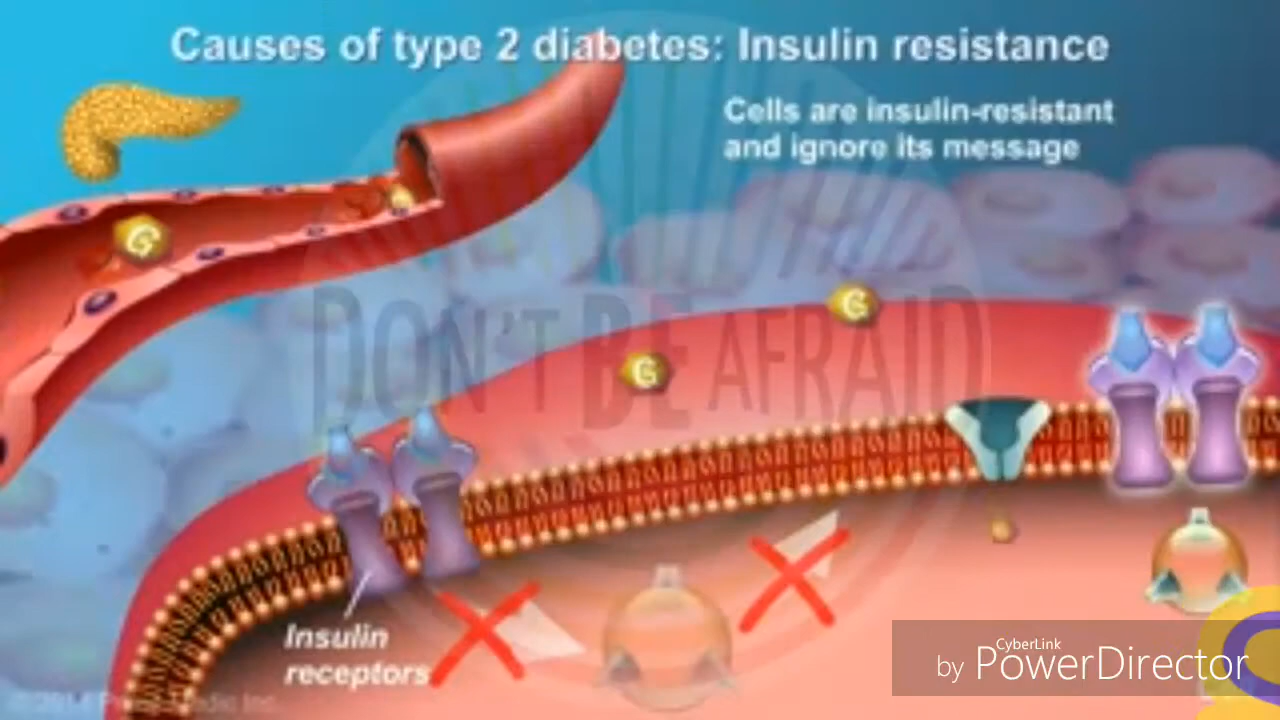 Causes of type 2 diabetes: Insulin resistance
Cells are insulin-resistant
and ignore its message
G
G
G
DON'T BE AFRAID
Insulin
receptors
CyberLink
by PowerDirector